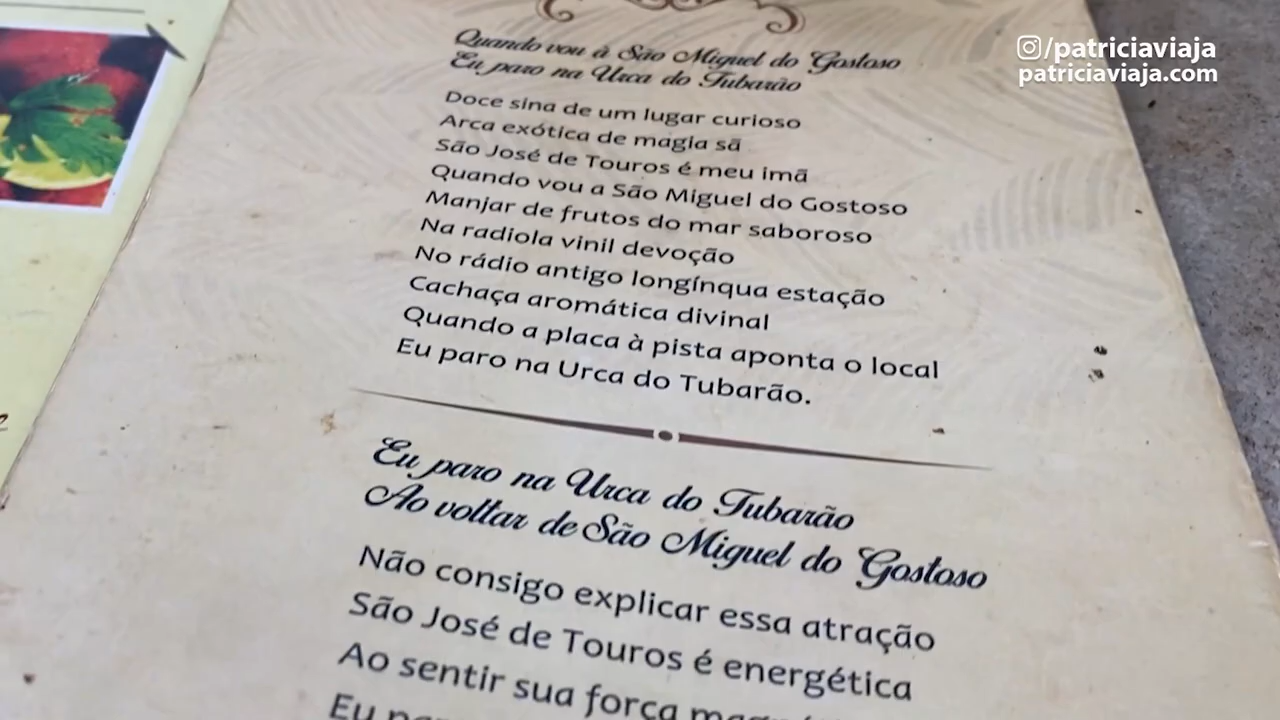 /patriciaviaja
patriciaviaja.com
Quando vou à São Miguel do Gostoso
Eu paro na Urca do Tubarão
Doce sina de um lugar curioso
Arca exótica de magia sã
São José de Touros é meu imã
Quando vou a São Miguel do Gostoso
Manjar de frutos do mar saboroso
Na radiola vinil devoção
No rádio antigo longínqua estação
Cachaça aromática divinal
Quando a placa à pista aponta o local
Eu paro na Urca do Tubarão.
Eu paro na Urca do Tubarão
Ao voltar de São Miguel do Gostoso
Não consigo explicar essa atração
São José de Touros é energética
Ao sentir sua força
Eu